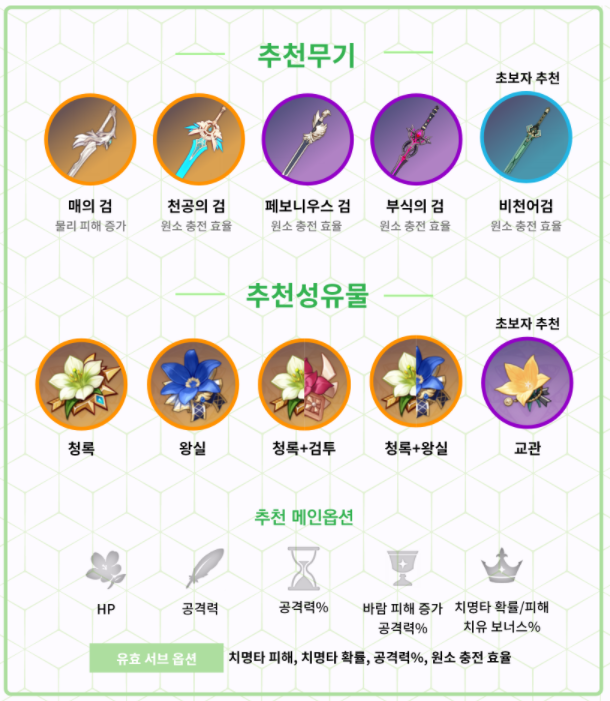 추천무기
초보자 추천
매의 검
천공의 검
페보니우스 검
부식의 검
비천어검
물리 피해 증가
원소 충전 효율
원소 충전 효율
원소 충전 효율
원소 충전 효율
추천성유물
초보자 추천
청록
왕실
청록+검투
청록+왕실
교관
추천 메인옵션
HP
공격력
공격력%
바람 피해 증가
공격력%
치명타 확률/피해
치유 보너스%
유효 서브 옵션
치명타 피해, 치명타 확률, 공격력%, 원소 충전 효율